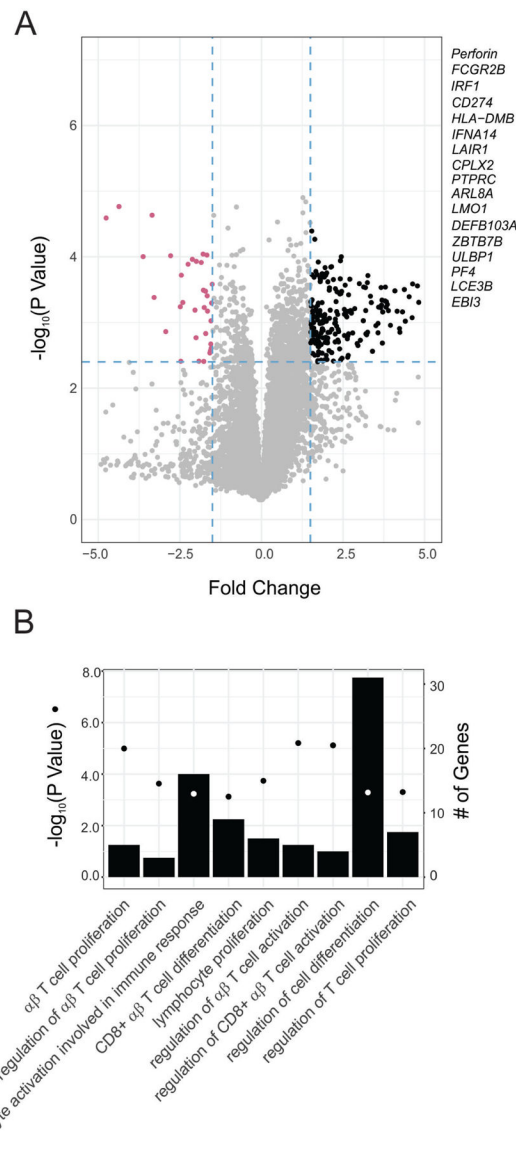 A
Perforin
FCGR2B
IRF1
CD274
HLA−DMB
IFNA14
LAIR1
CPLX2
PTPRC
ARL8A
LMO1
DEFB103A
ZBTB7B
ULBP1
PF4
LCE3B
EBI3
-log10(P Value)
6
4
2
0
−5.0
−2.5
0.0
2.5
5.0
Fold Change
B
-log10(P Value)
8.0
6.0
4.0
2.0
0.0
30
20
10
0
# of Genes
αβ T cell proliferation
regulation of αβ T cell proliferation
activation involved in immune response
CD8+ αβ T cell differentiation
lymphocyte proliferation
regulation of αβ T cell activation
regulation of CD8+ αβ T cell activation
regulation of cell differentiation
regulation of T cell proliferation